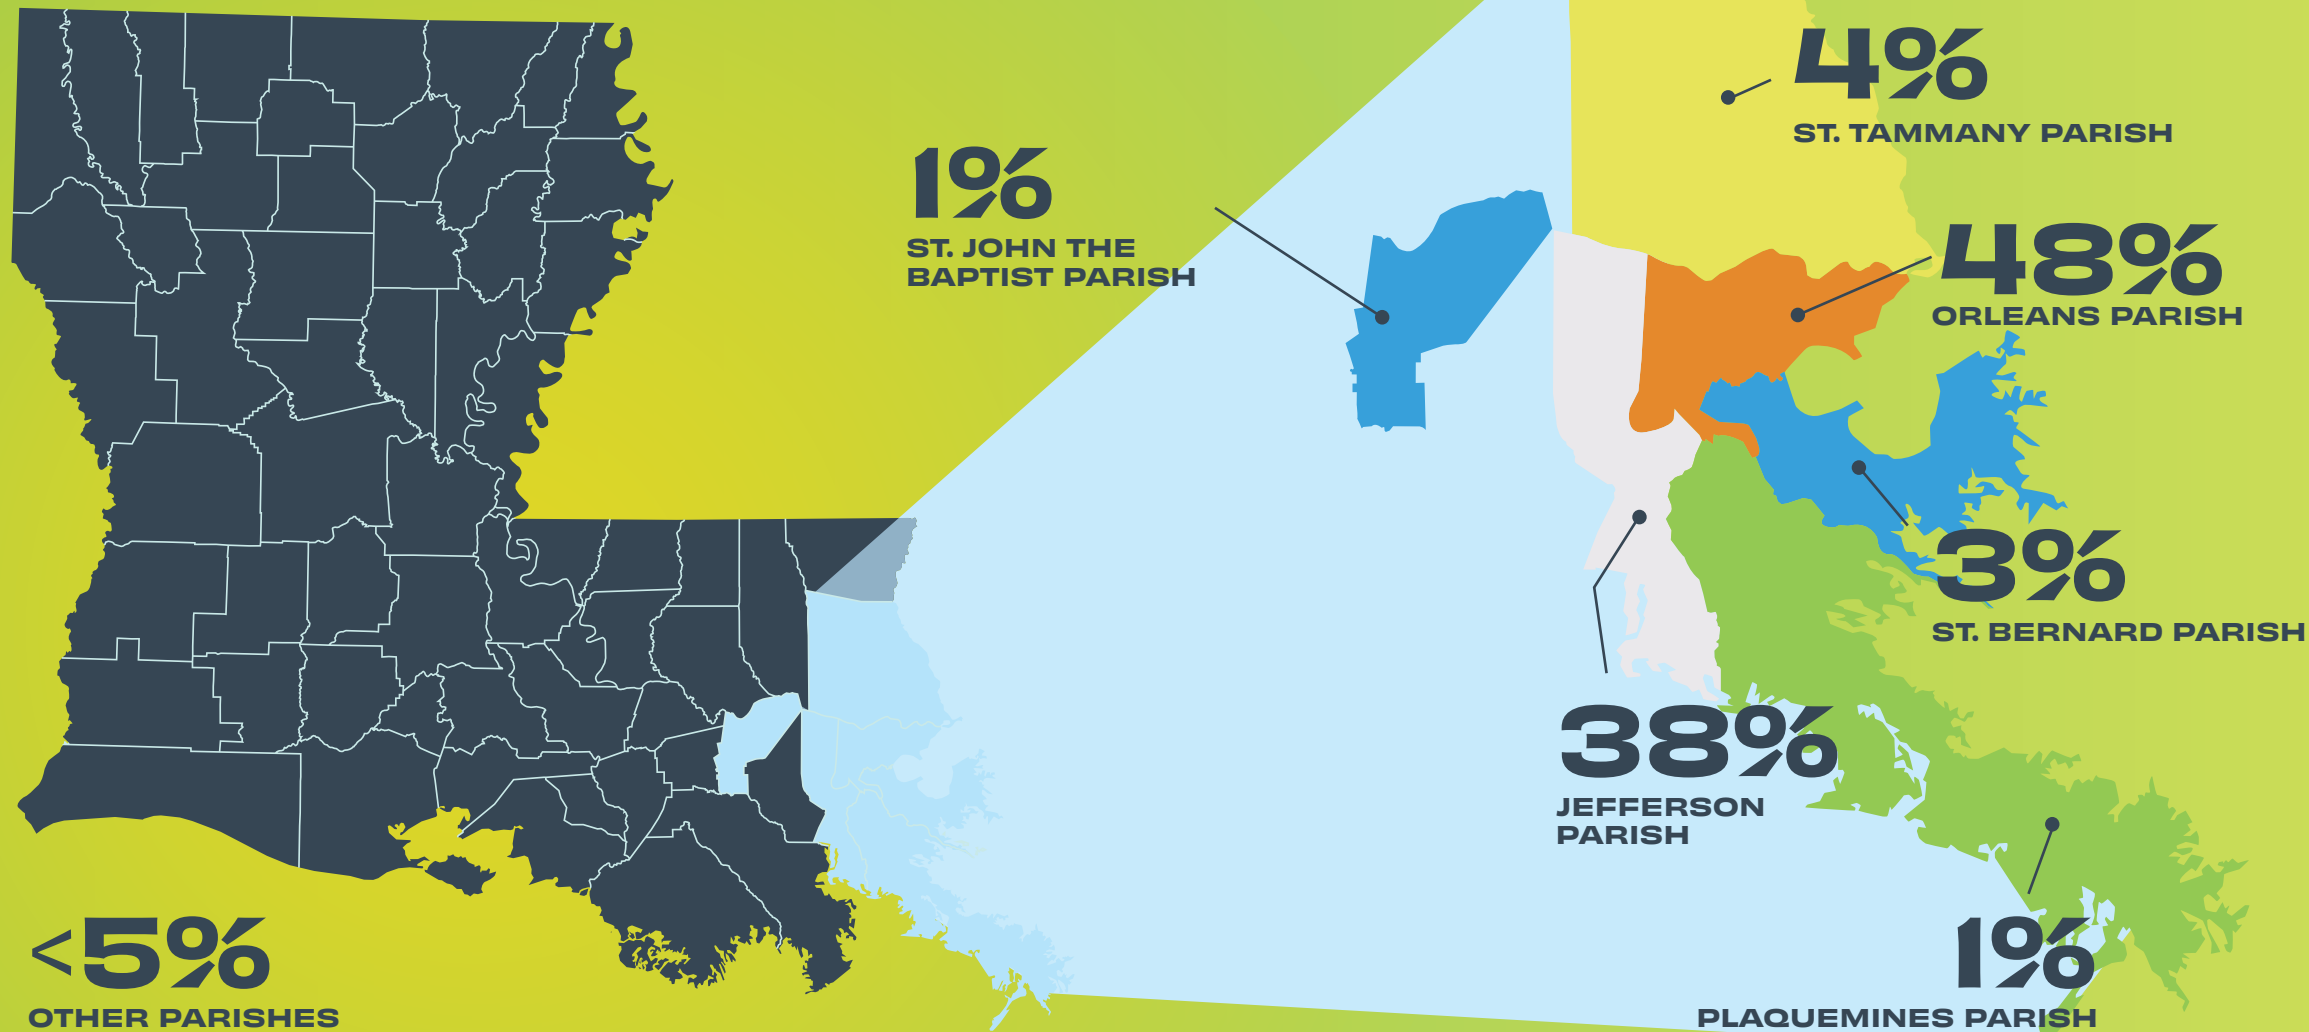 4%
ST. TAMMANY PARISH
1%
ST. JOHN THE
BAPTIST PARISH
48%
ORLEANS PARISH
3%
ST. BERNARD PARISH
38%
JEFFERSON
PARISH
1%
PLAQUEMINES PARISH
<5%
OTHER PARISHES